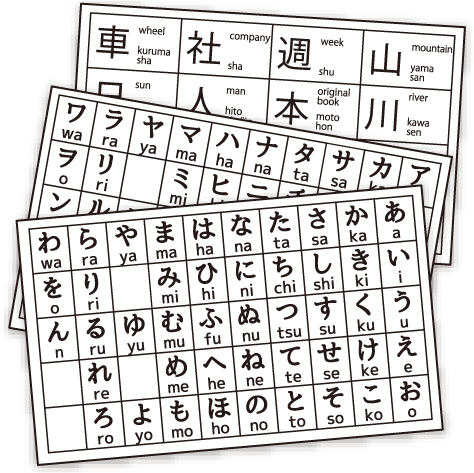 車 wheel kuruma sha 社 company sha 週 week shu 山 mountain yama san
sun 人 man hito 本 original book moto hon 川 river kawa sen
ワ ラ ヤ マ ハ ナ タ サ カ ア
wa ra ya ma ha na ta sa
ヲ リ ミ ヒ ニ
o ri mi
ン ル
わ ら や ま は な た さ か あ
wa ra ya ma ha na ta sa ka a
を り み ひ に ち し き い
o ri mi hi ni chi shi ki i
ん る ゆ む ふ ぬ つ す く う
n ru yu mu fu nu tsu su ku u
れ め へ ね て せ け え
re me he ne te se ke e
ろ よ も ほ の と そ こ お
ro yo mo ho no to so ko o